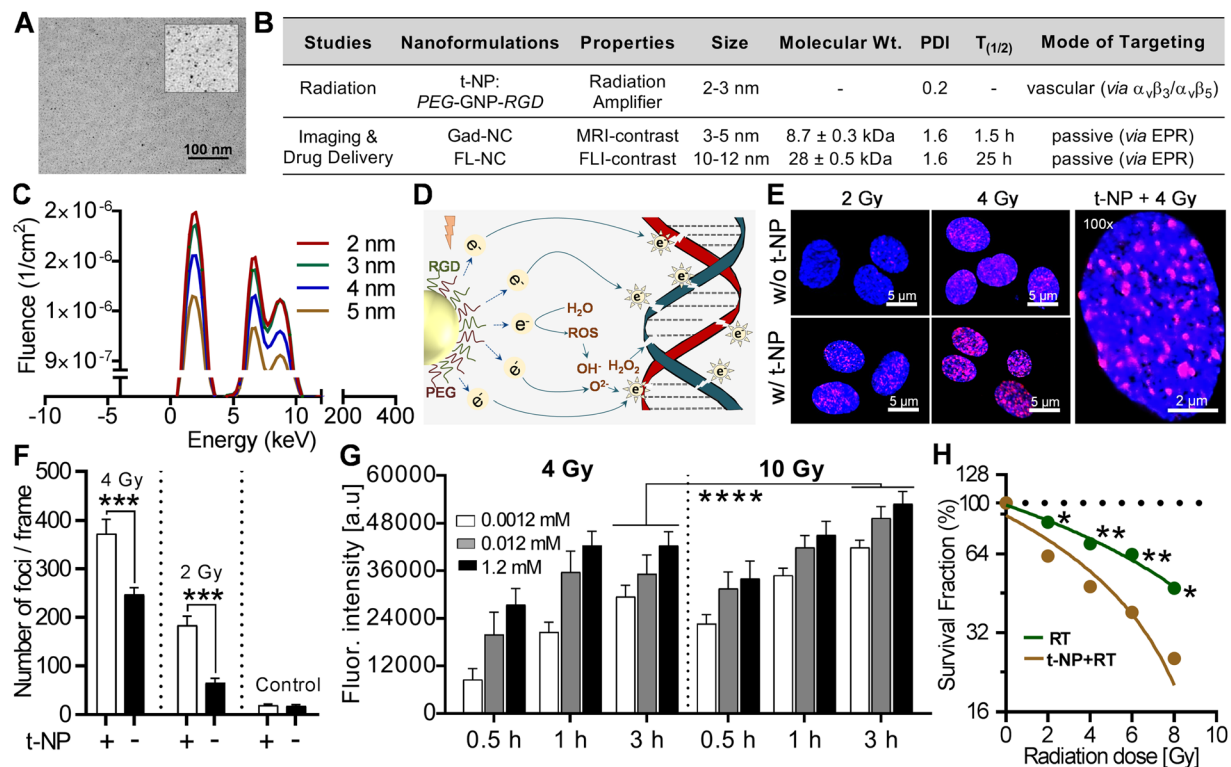 A
100 nm
B
Studies Nanoformulations Properties Size Molecular Wt. PDI T(1/2) Mode of Targeting
Radiation t-NP: PEG-GNP-RGD Radiation Amplifier 2-3 nm - 0.2 - vascular (via αvβ3/αvβ5)
Imaging & Gad-NC MRI-contrast 3-5 nm 8.7 ± 0.3 kDa 1.6 1.5 h passive (via EPR)
Drug Delivery FL-NC FLI-contrast 10-12 nm 28 ± 0.5 kDa 1.6 25 h passive (via EPR)
C
Fluence (1/cm²)
2×10⁻⁶
2×10⁻⁶
1×10⁻⁶
9×10⁻⁷
2 nm
3 nm
4 nm
5 nm
-10 -5 0 5 10 200 400
Energy (keV)
D
RGD
PEG
e-
e-
e-
e-
e-
H₂O
ROS
OH-
H₂O₂
O²-
e-
e-
e-
e-
e-
e-
E
2 Gy 4 Gy t-NP + 4 Gy
w/o t-NP
w/ t-NP
100x
5 µm
5 µm
5 µm
5 µm
2 µm
F
Number of foci / frame
500
400
300
200
100
0
4 Gy
***
2 Gy
***
Control
t-NP + - + - + -
G
4 Gy 10 Gy
Fluor. intensity [a.u]
60000
48000
36000
24000
12000
0
0.0012 mM
0.012 mM
1.2 mM
****
0.5 h 1 h 3 h 0.5 h 1 h 3 h
H
Survival Fraction (%)
128
100
64
32
16
*
**
**
*
RT
t-NP+RT
0 2 4 6 8 10
Radiation dose [Gy]